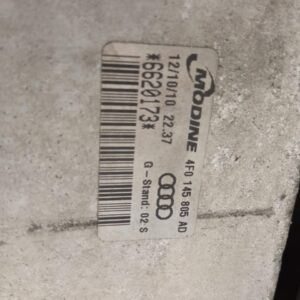 MODINE
4F0 145 805 AD
12/10/10 22.37
*6620173*
G-Stand: 02 S